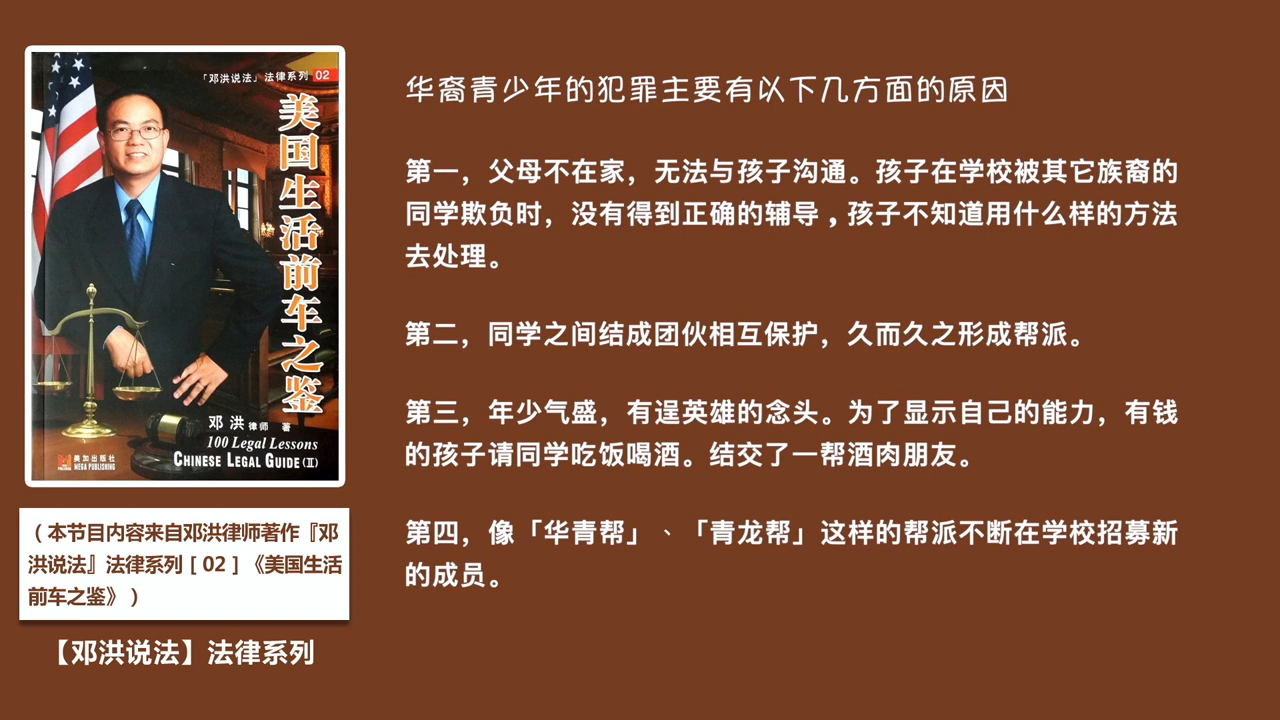 「邓洪说法」法律系列 02
美国生活前车之鉴
邓洪 律师 著
100 Legal Lessons
CHINESE LEGAL GUIDE (II)
美加出版社
MEGA PUBLISHING
（本节目内容来自邓洪律师著作『邓
洪说法』法律系列［02］《美国生活
前车之鉴》）
【邓洪说法】法律系列
华裔青少年的犯罪主要有以下几方面的原因
第一，父母不在家，无法与孩子沟通。孩子在学校被其它族裔的
同学欺负时，没有得到正确的辅导，孩子不知道用什么样的方法
去处理。
第二，同学之间结成团伙相互保护，久而久之形成帮派。
第三，年少气盛，有逞英雄的念头。为了显示自己的能力，有钱
的孩子请同学吃饭喝酒。结交了一帮酒肉朋友。
第四，像「华青帮」、「青龙帮」这样的帮派不断在学校招募新
的成员。